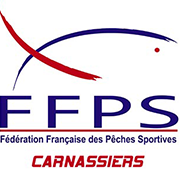 FFPS
Fédération Française des Pêches Sportives
CARNASSIERS